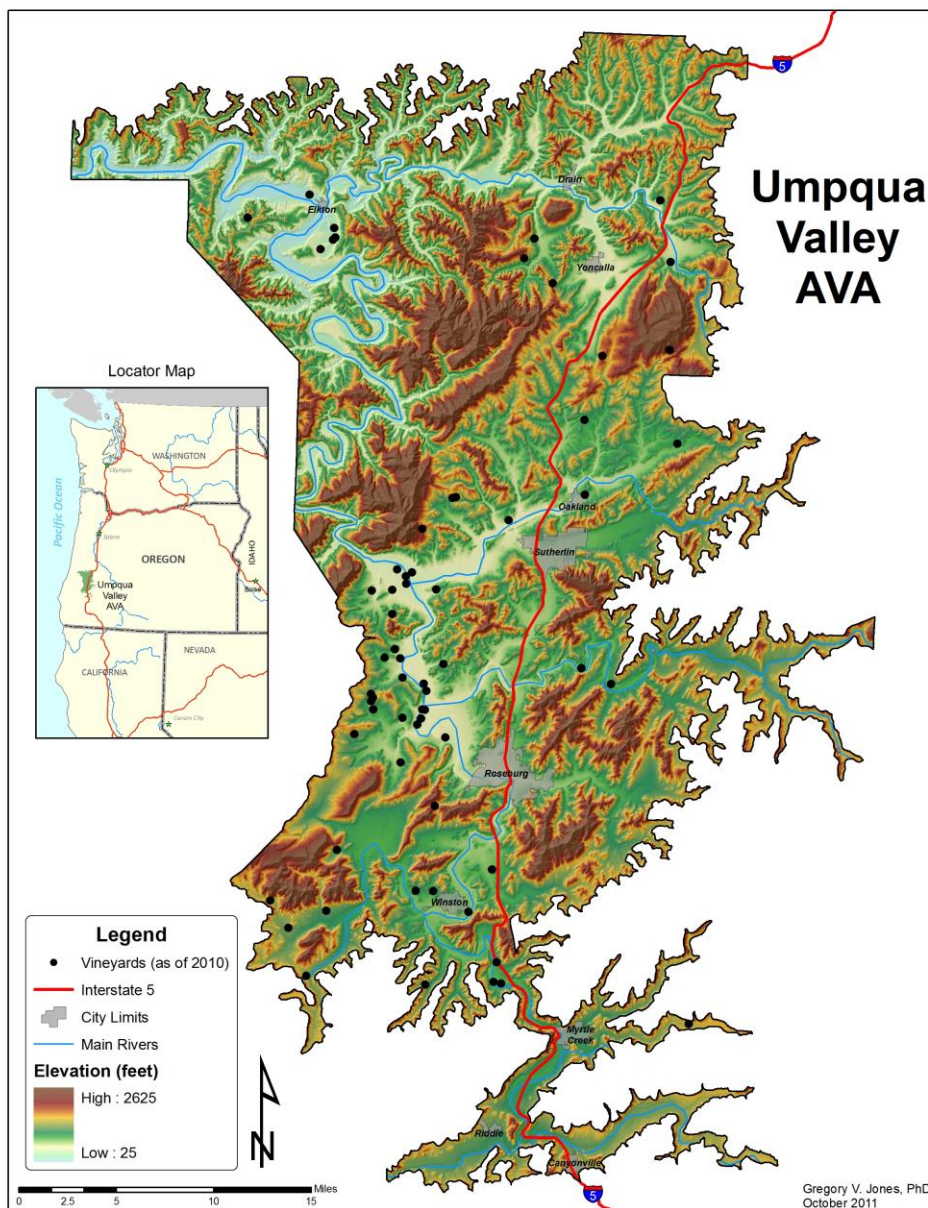 5
Umpqua
Valley
AVA
Drain
Elkton
Yoncalla
Locator Map
Olympia
WASHINGTON
Pacific Ocean
Salem
OREGON
IDAHO
Boise
Umpqua
Valley
AVA
NEVADA
CALIFORNIA
Carson City
Oakland
Sutherlin
Roseburg
Winston
Legend
Vineyards (as of 2010)
Interstate 5
City Limits
Main Rivers
Elevation (feet)
High : 2625
Low : 25
N
Myrtle
Creek
Riddle
Canyonville
5
Miles
0 2.5 5 10 15
Gregory V. Jones, PhD
October 2011